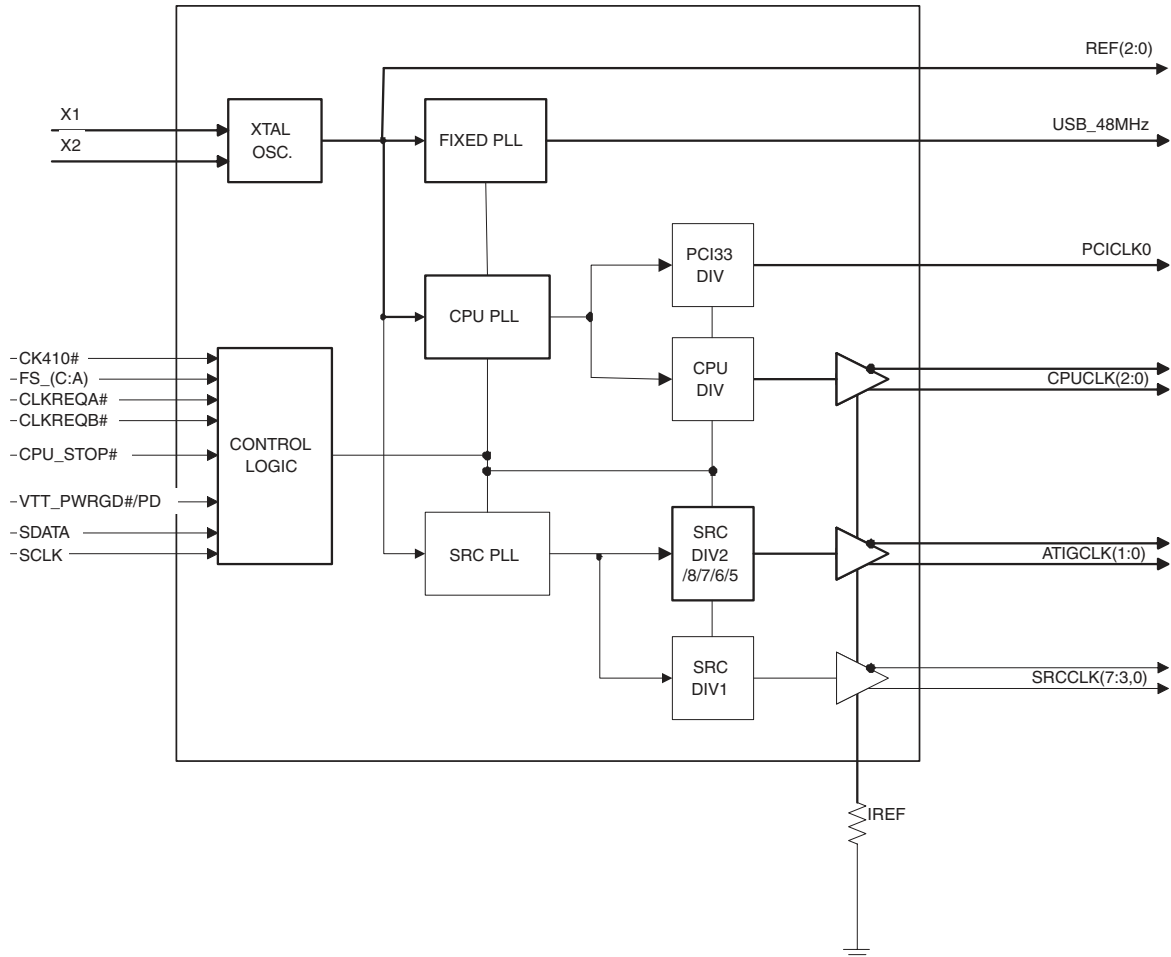 REF(2:0)
X1
X2
XTAL
OSC.
FIXED PLL
USB_48MHz
PCI33
DIV
PCICLK0
CPU PLL
CPU
DIV
CPUCLK(2:0)
CK410#
FS_(C:A)
CLKREQA#
CLKREQB#
CPU_STOP#
VTT_PWRGD#/PD
SDATA
SCLK
CONTROL
LOGIC
SRC PLL
SRC
DIV2
/8/7/6/5
ATIGCLK(1:0)
SRC
DIV1
SRCCLK(7:3,0)
IREF